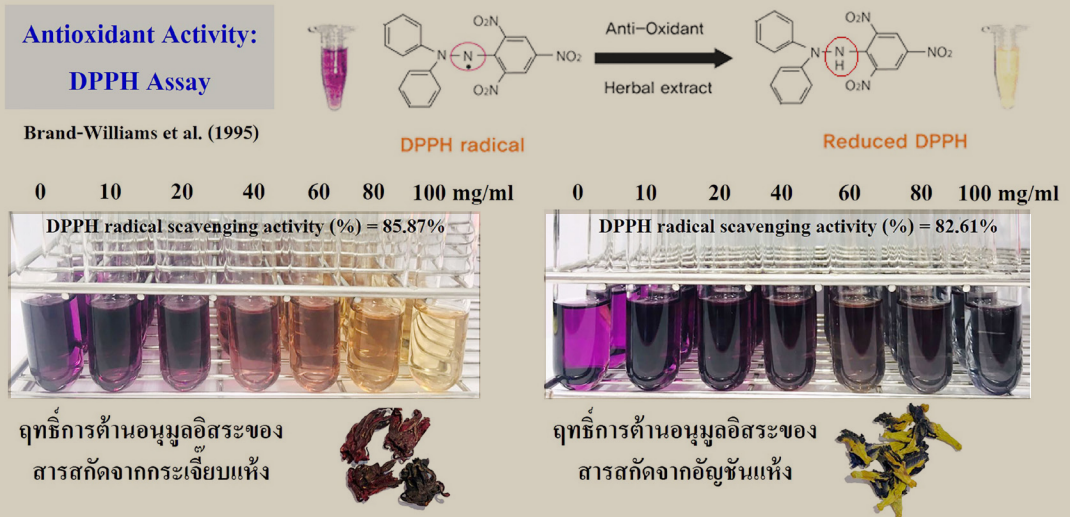 Antioxidant Activity:
DPPH Assay
Brand-Williams et al. (1995)
O₂N
N
N
NO₂
O₂N
DPPH radical
Anti-Oxidant
Herbal extract
O₂N
N
N
H
NO₂
O₂N
Reduced DPPH
0 10 20 40 60 80 100 mg/ml
DPPH radical scavenging activity (%) = 85.87%
ฤทธิ์การต้านอนุมูลอิสระของ
สารสกัดจากกระเจี๊ยบแห้ง
0 10 20 40 60 80 100 mg/ml
DPPH radical scavenging activity (%) = 82.61%
ฤทธิ์การต้านอนุมูลอิสระของ
สารสกัดจากอัญชันแห้ง